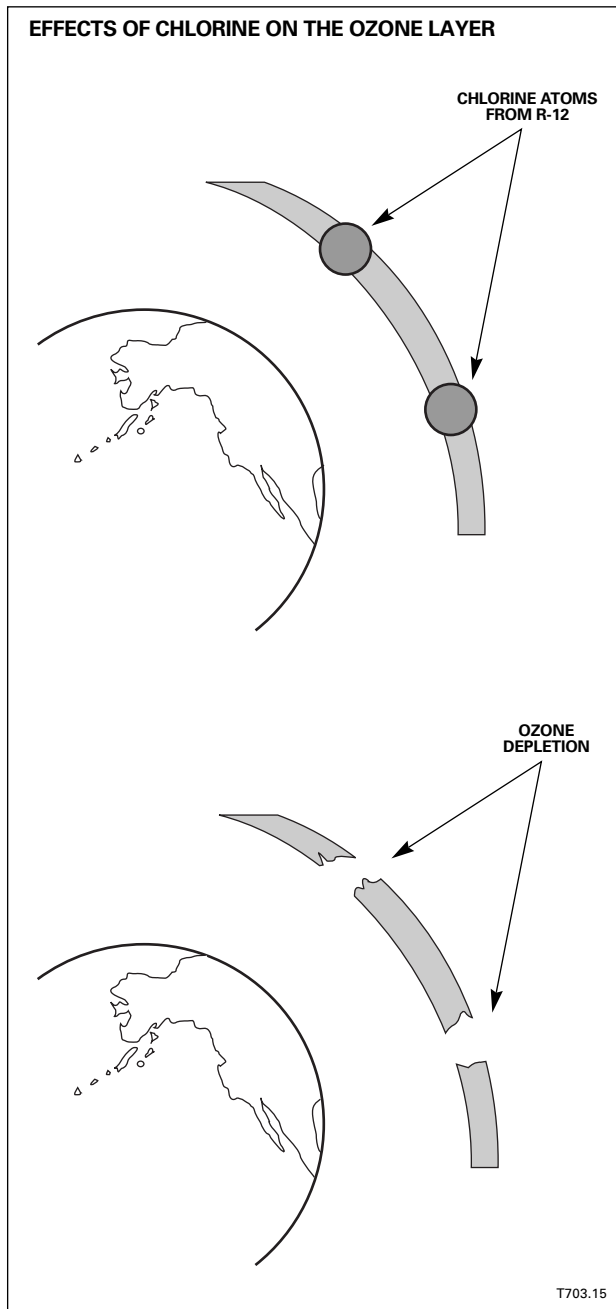 EFFECTS OF CHLORINE ON THE OZONE LAYER
CHLORINE ATOMS
FROM R-12
OZONE
DEPLETION
T703.15